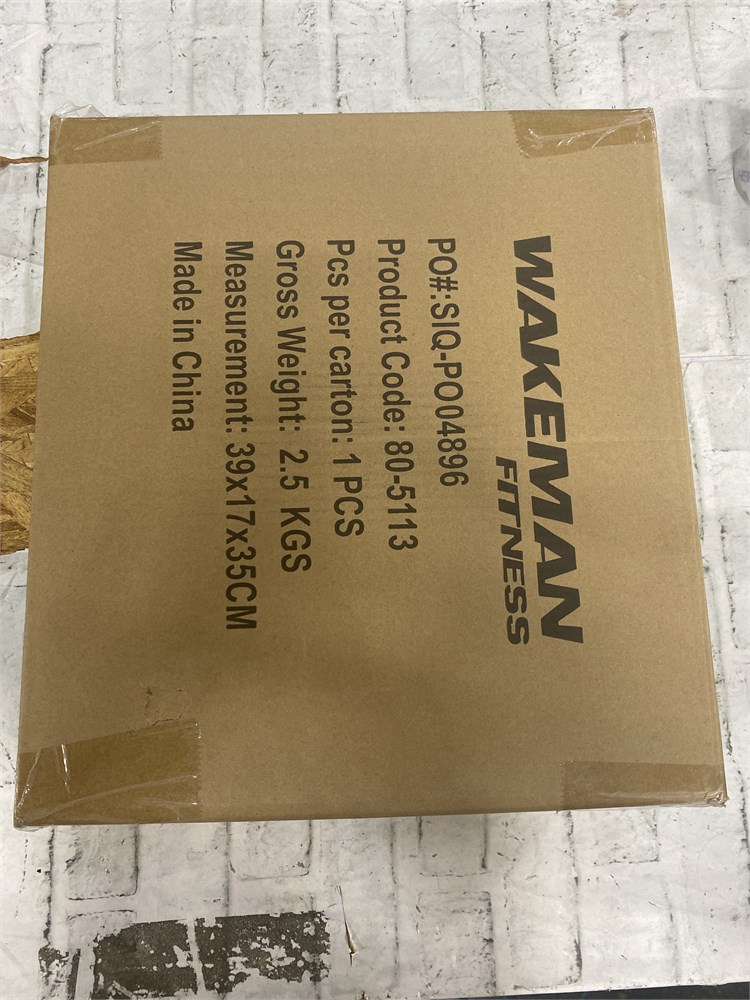 WAKEMAN
FITNESS
PO#:SIQ-PO04896
Product Code: 80-5113
Pcs per carton: 1 PCS
Gross Weight: 2.5 KGS
Measurement: 39x17x35CM
Made in China